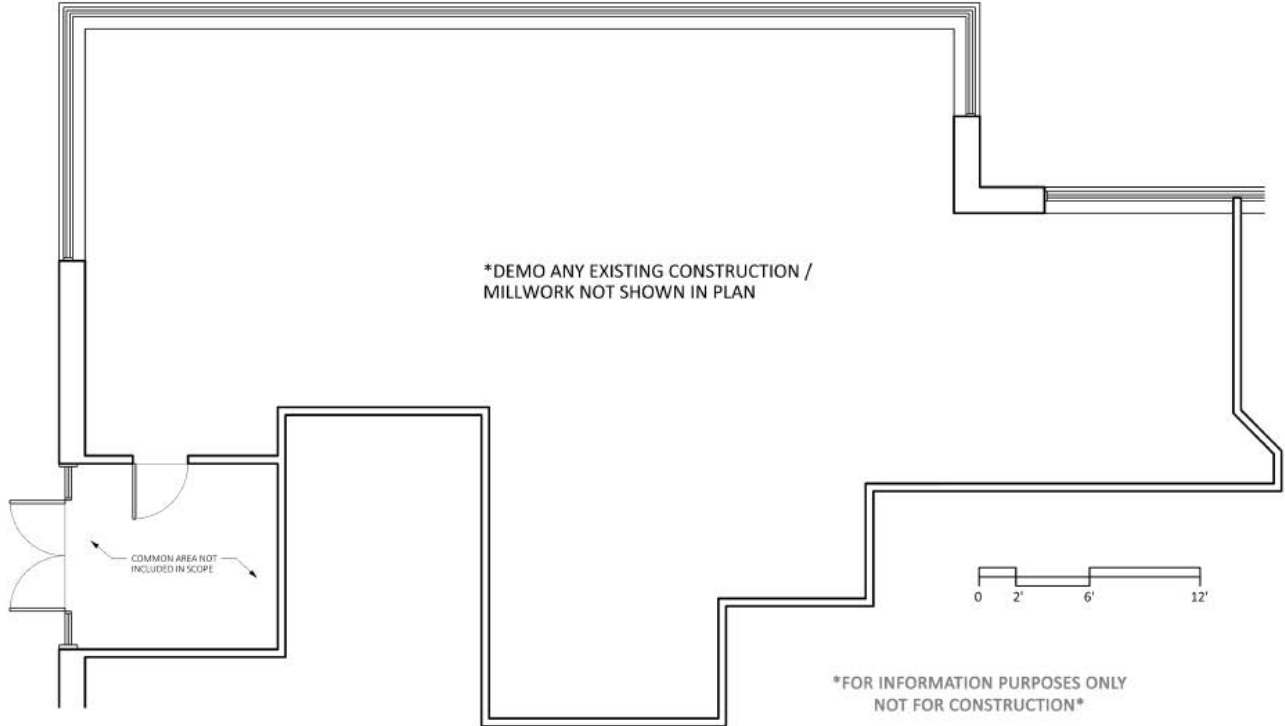 *DEMO ANY EXISTING CONSTRUCTION /
MILLWORK NOT SHOWN IN PLAN
COMMON AREA NOT
INCLUDED IN SCOPE
0 2' 6' 12'
*FOR INFORMATION PURPOSES ONLY
NOT FOR CONSTRUCTION*